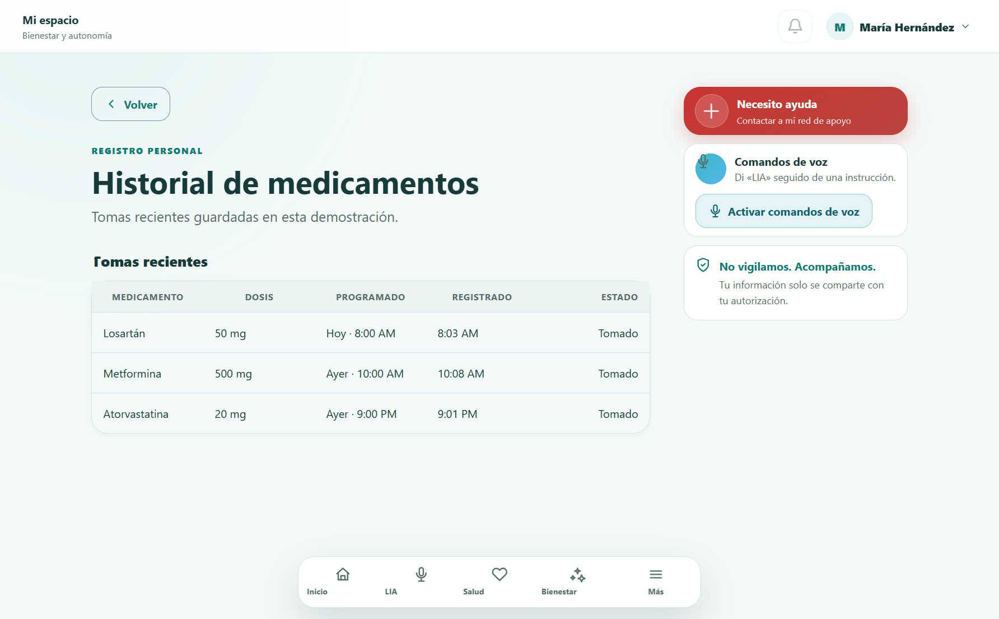 Mi espacio
Bienestar y autonomía
M María Hernández
Volver
REGISTRO PERSONAL
Historial de medicamentos
Tomas recientes guardadas en esta demostración.
Tomas recientes
MEDICAMENTO DOSIS PROGRAMADO REGISTRADO ESTADO
Losartán 50 mg Hoy · 8:00 AM 8:03 AM Tomado
Metformina 500 mg Ayer · 10:00 AM 10:08 AM Tomado
Atorvastatina 20 mg Ayer · 9:00 PM 9:01 PM Tomado
Necesito ayuda
Contactar a mi red de apoyo
Comandos de voz
Di «LIA» seguido de una instrucción.
Activar comandos de voz
No vigilamos. Acompañamos.
Tu información solo se comparte con
tu autorización.
Inicio LIA Salud Bienestar Más